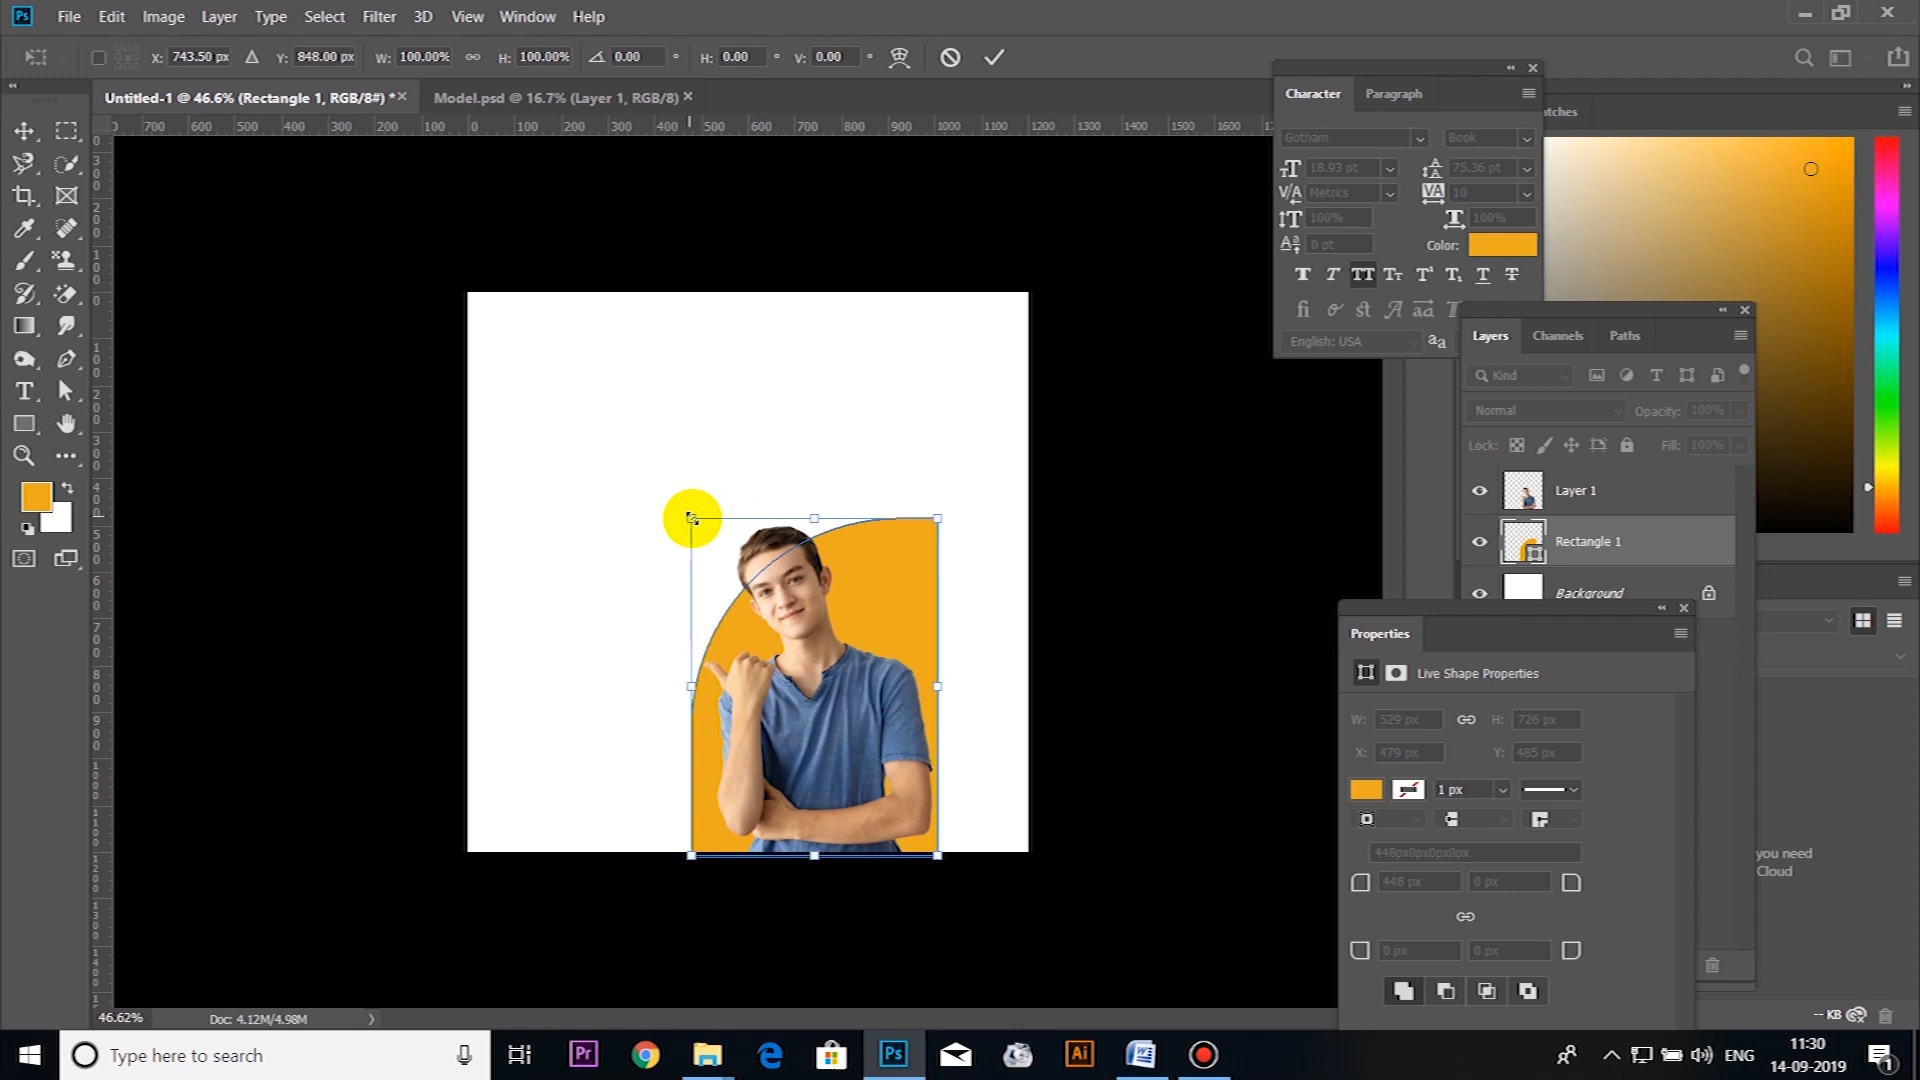 Ps File Edit Image Layer Type Select Filter 3D View Window Help
X: 743.50 px Y: 848.00 px W: 100.00% H: 100.00% 0.00 ° H: 0.00 ° V: 0.00 °
Untitled-1 @ 46.6% (Rectangle 1, RGB/8#) * Model.psd @ 16.7% (Layer 1, RGB/8)
700 600 500 400 300 200 100 0 100 200 300 400 500 600 700 800 900 1000 1100 1200 1300 1400 1500 1600
Character Paragraph
atches
Gotham Book
18.93 pt 75.36 pt
Metrics 10
100% 100%
0 pt Color:
English: USA
Layers Channels Paths
Kind
Normal Opacity: 100%
Lock: Fill: 100%
Layer 1
Rectangle 1
Background
Properties
Live Shape Properties
W: 529 px H: 726 px
X: 479 px Y: 485 px
1 px
448px0px0px0px
448 px 0 px
0 px 0 px
you need
Cloud
-- KB
46.62% Doc: 4.12M/4.98M
Type here to search
Pr Ps Ai
ENG
11:30
14-09-2019
1